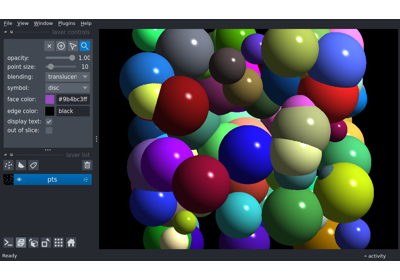 File View Window Plugins Help
layer controls
opacity: 1.00
point size: 10
blending: translucen
symbol: disc
face color: #9b4bc3ff
edge color: black
display text:
out of slice:
layer list
pts
Ready
activity